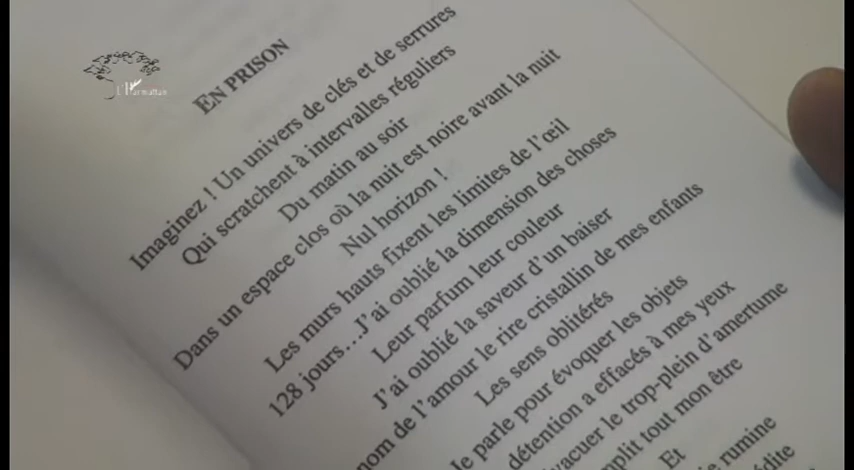 L'Harmattan
EN PRISON
Imaginez ! Un univers de clés et de serrures
Qui scratchent à intervalles réguliers
Du matin au soir
Dans un espace clos où la nuit est noire avant la nuit
Nul horizon !
Les murs hauts fixent les limites de l'œil
128 jours…J'ai oublié la dimension des choses
Leur parfum leur couleur
J'ai oublié la saveur d'un baiser
nom de l'amour le rire cristallin de mes enfants
Les sens oblitérés
Je parle pour évoquer les objets
détention a effacés à mes yeux
évacuer le trop-plein d'amertume
mplit tout mon être
Et
rumine